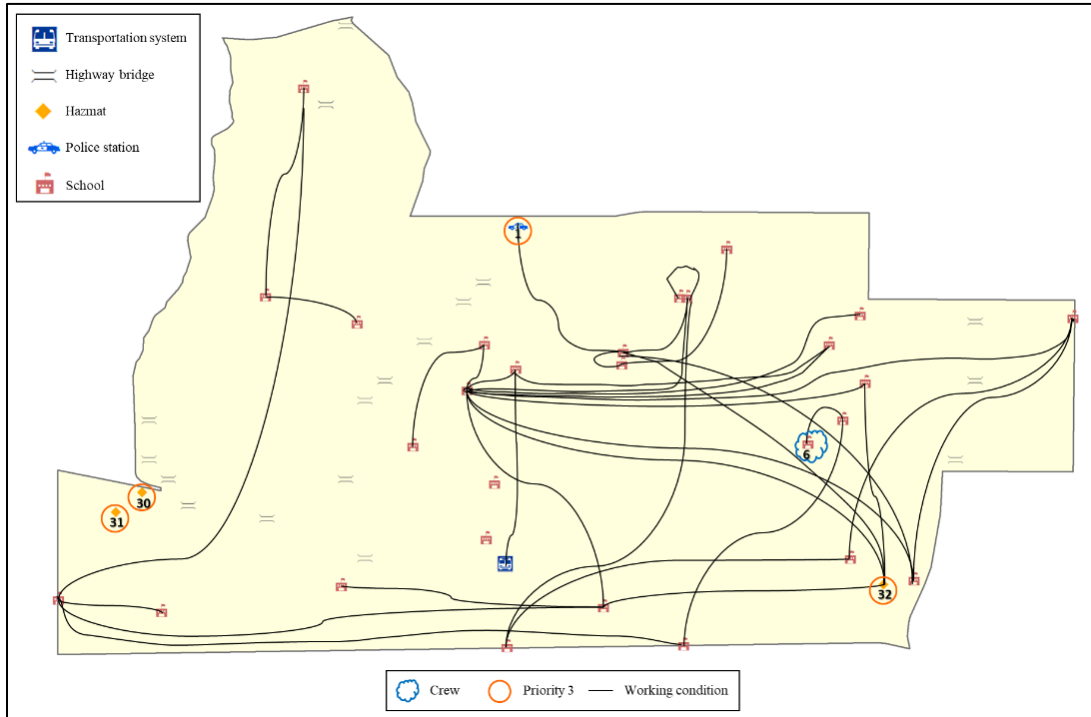 Transportation system
Highway bridge
Hazmat
Police station
School
1
6
30
31
32
Crew
Priority 3
Working condition